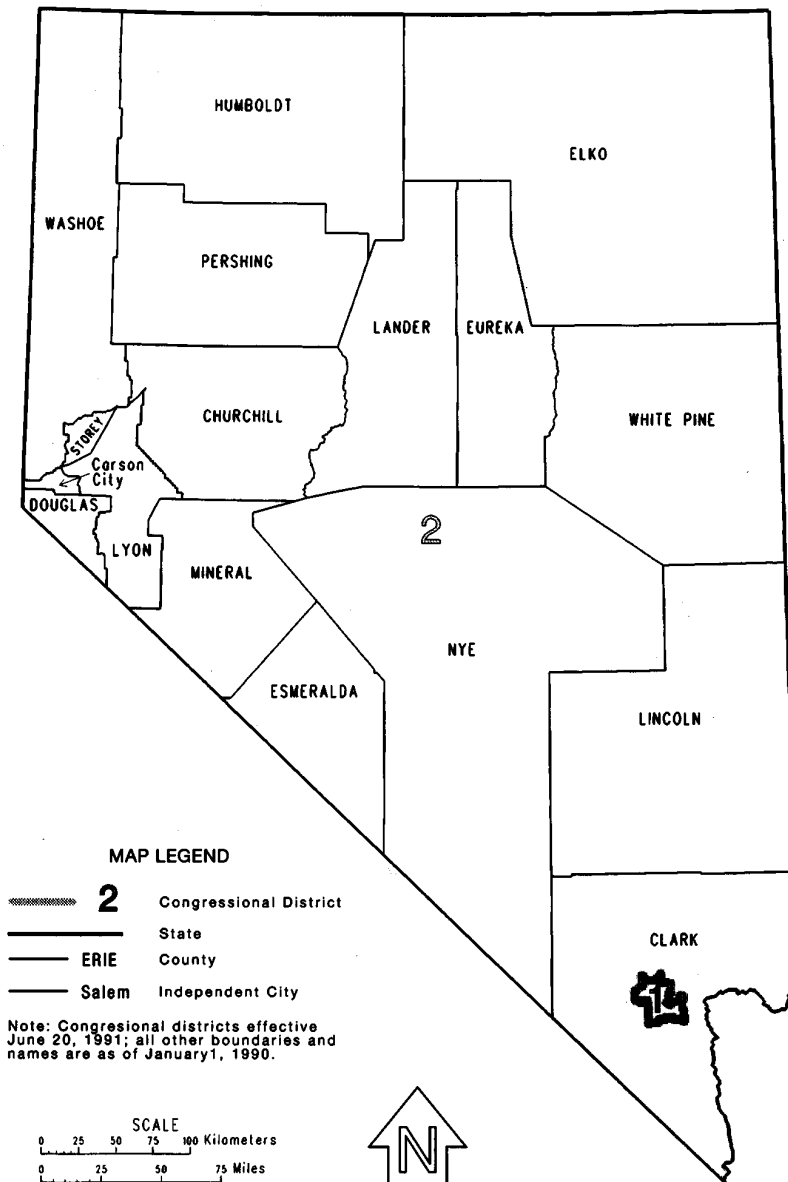 HUMBOLDT
ELKO
WASHOE
PERSHING
LANDER
EUREKA
CHURCHILL
WHITE PINE
STOREY
Carson
City
DOUGLAS
LYON
2
MINERAL
NYE
ESMERALDA
LINCOLN
CLARK
1
MAP LEGEND
2 Congressional District
State
ERIE County
Salem Independent City
Note: Congresional districts effective
June 20, 1991; all other boundaries and
names are as of January1, 1990.
SCALE
0 25 50 75 100 Kilometers
0 25 50 75 Miles
N